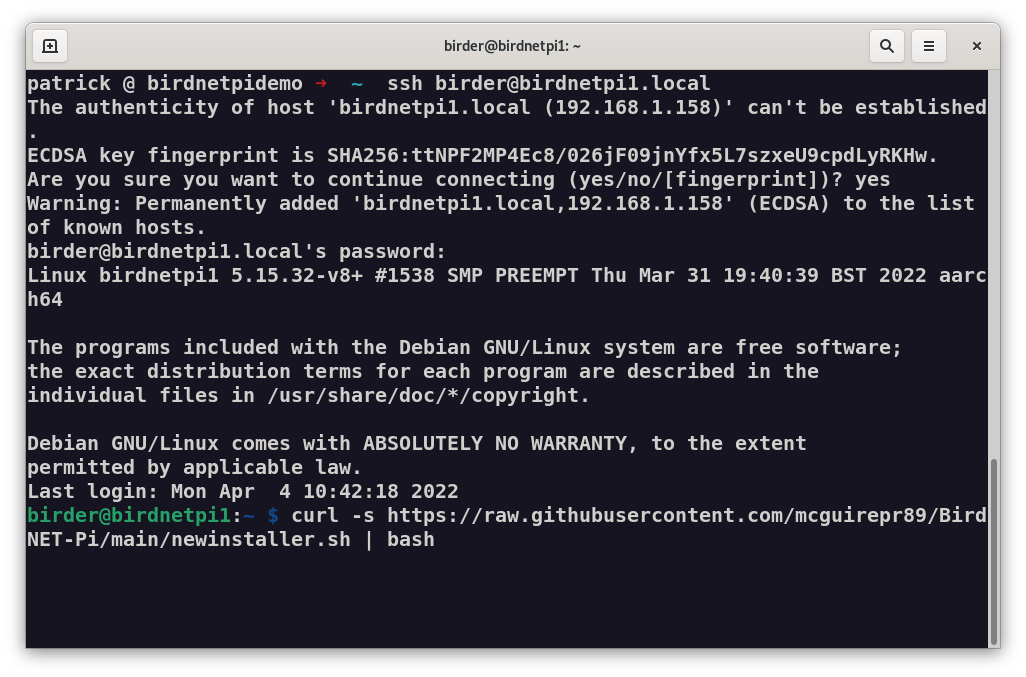 birder@birdnetpi1: ~
patrick @ birdnetpidemo ➜  ~  ssh birder@birdnetpi1.local
The authenticity of host 'birdnetpi1.local (192.168.1.158)' can't be established
.
ECDSA key fingerprint is SHA256:ttNPF2MP4Ec8/026jF09jnYfx5L7szxeU9cpdLyRKHw.
Are you sure you want to continue connecting (yes/no/[fingerprint])? yes
Warning: Permanently added 'birdnetpi1.local,192.168.1.158' (ECDSA) to the list
of known hosts.
birder@birdnetpi1.local's password:
Linux birdnetpi1 5.15.32-v8+ #1538 SMP PREEMPT Thu Mar 31 19:40:39 BST 2022 aarc
h64
The programs included with the Debian GNU/Linux system are free software;
the exact distribution terms for each program are described in the
individual files in /usr/share/doc/*/copyright.
Debian GNU/Linux comes with ABSOLUTELY NO WARRANTY, to the extent
permitted by applicable law.
Last login: Mon Apr  4 10:42:18 2022
birder@birdnetpi1:~ $ curl -s https://raw.githubusercontent.com/mcguirepr89/Bird
NET-Pi/main/newinstaller.sh | bash